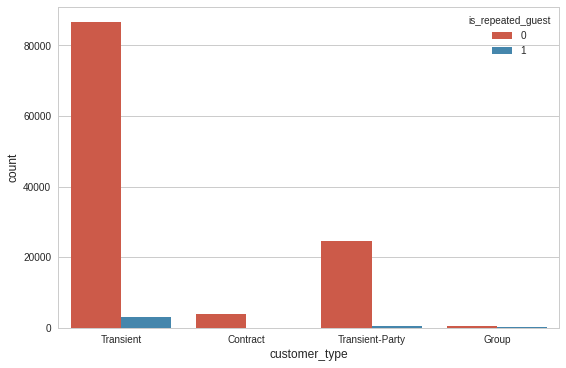 is_repeated_guest
0
1
80000
60000
40000
20000
0
count
Transient
Contract
Transient-Party
Group
customer_type